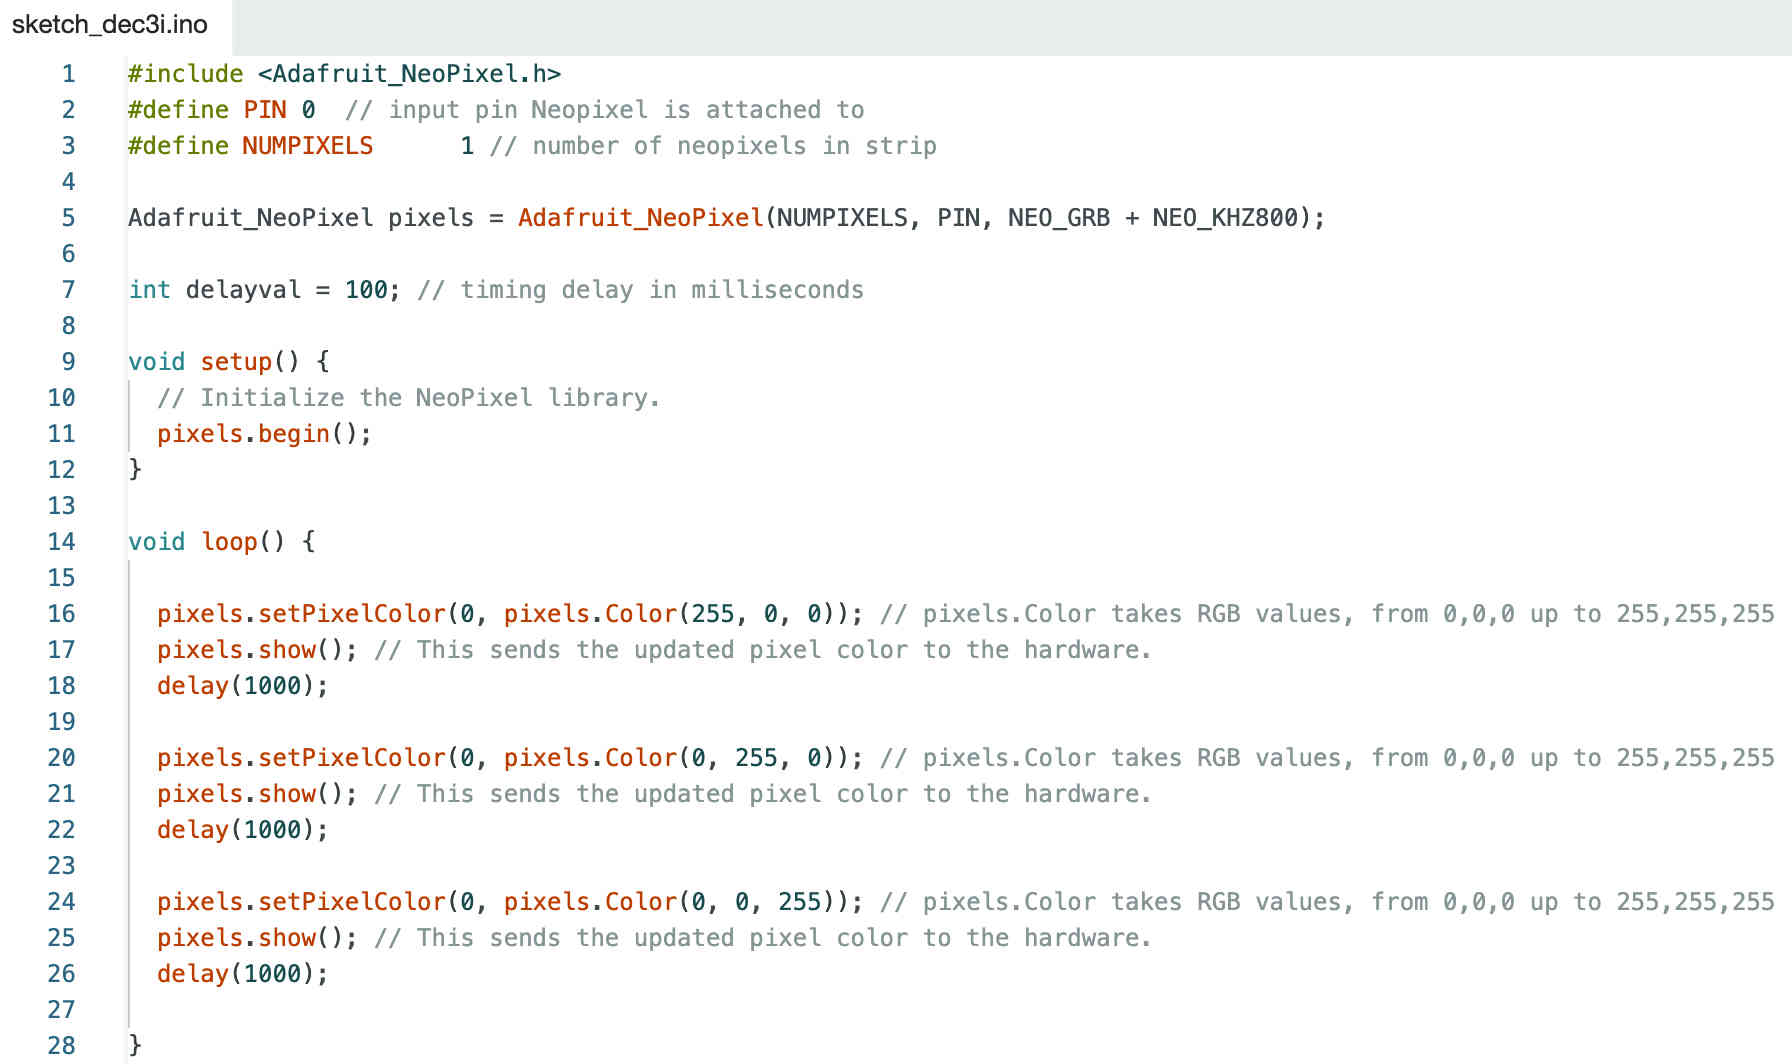 sketch_dec3i.ino
1 #include <Adafruit_NeoPixel.h>
2 #define PIN 0  // input pin Neopixel is attached to
3 #define NUMPIXELS      1 // number of neopixels in strip
4
5 Adafruit_NeoPixel pixels = Adafruit_NeoPixel(NUMPIXELS, PIN, NEO_GRB + NEO_KHZ800);
6
7 int delayval = 100; // timing delay in milliseconds
8
9 void setup() {
10   // Initialize the NeoPixel library.
11   pixels.begin();
12 }
13
14 void loop() {
15
16   pixels.setPixelColor(0, pixels.Color(255, 0, 0)); // pixels.Color takes RGB values, from 0,0,0 up to 255,255,255
17   pixels.show(); // This sends the updated pixel color to the hardware.
18   delay(1000);
19
20   pixels.setPixelColor(0, pixels.Color(0, 255, 0)); // pixels.Color takes RGB values, from 0,0,0 up to 255,255,255
21   pixels.show(); // This sends the updated pixel color to the hardware.
22   delay(1000);
23
24   pixels.setPixelColor(0, pixels.Color(0, 0, 255)); // pixels.Color takes RGB values, from 0,0,0 up to 255,255,255
25   pixels.show(); // This sends the updated pixel color to the hardware.
26   delay(1000);
27
28 }